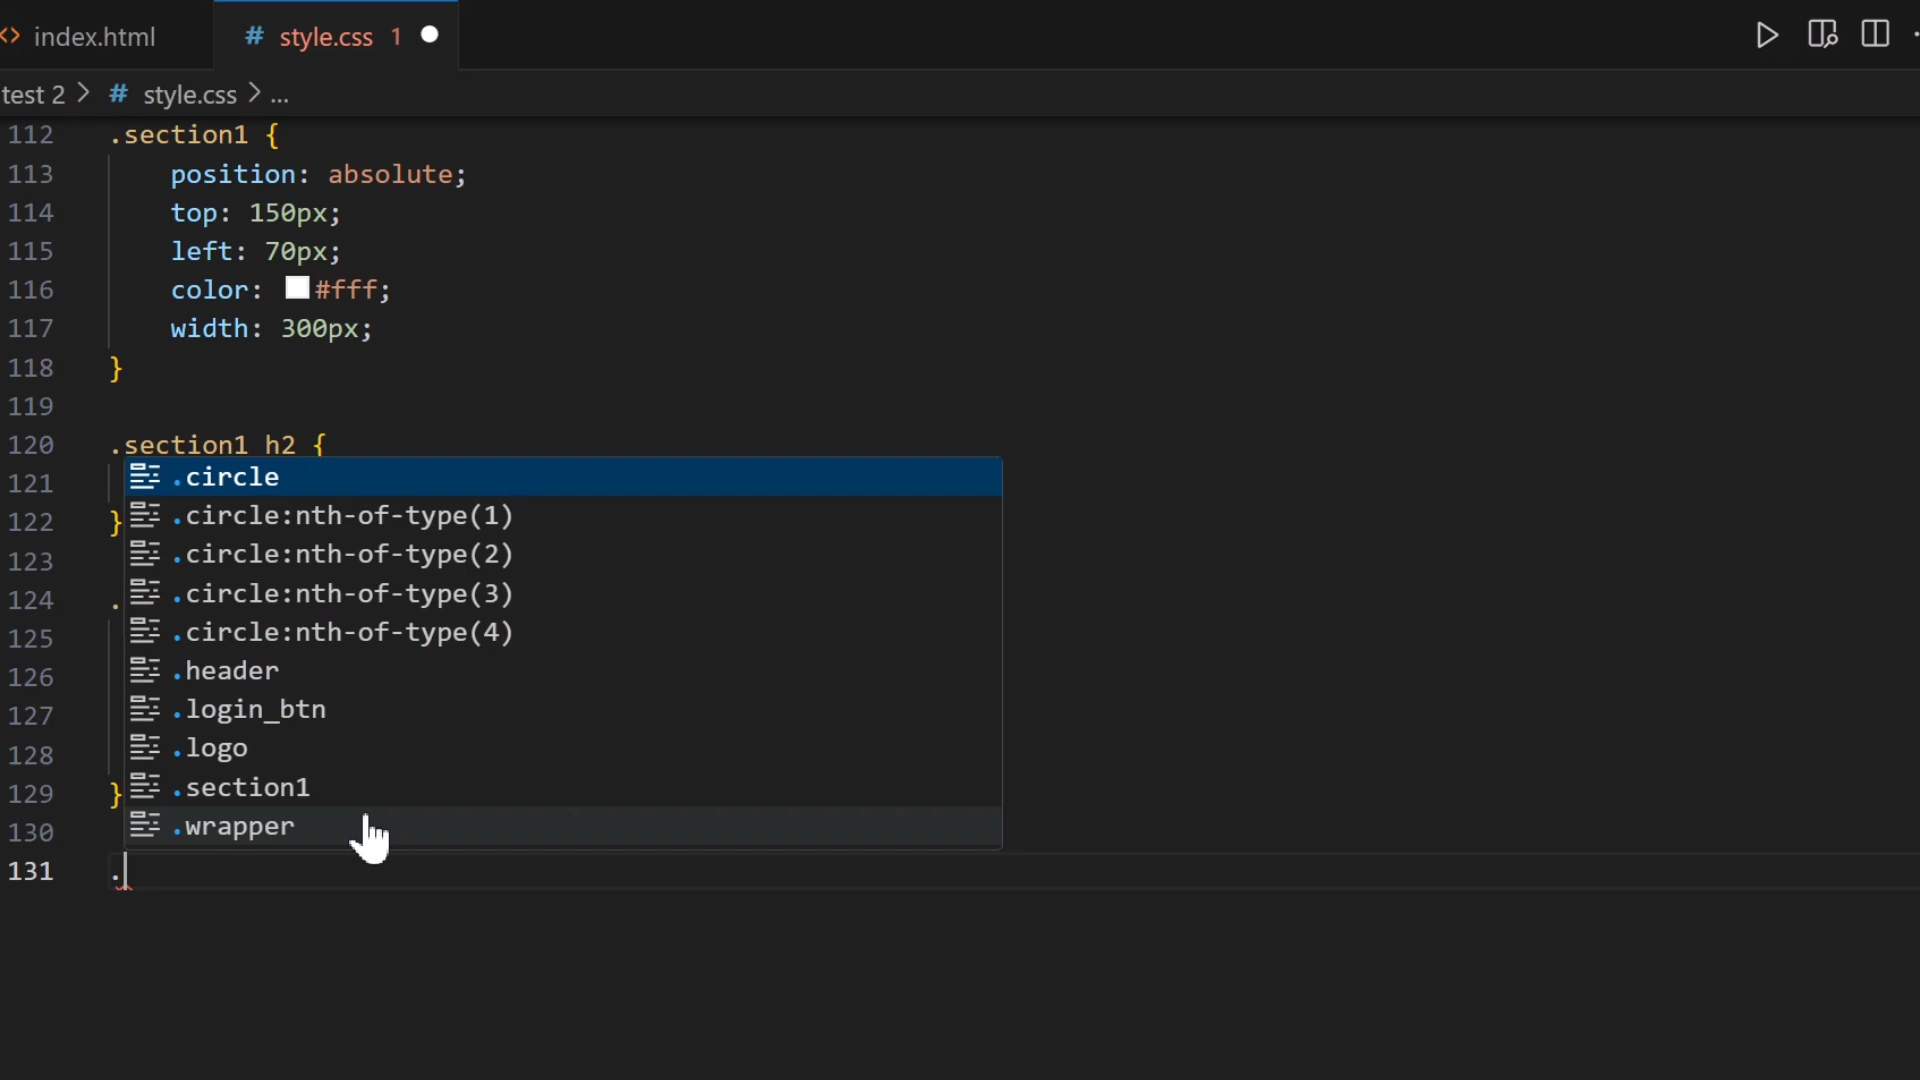 index.html
# style.css 1
test 2 > # style.css > ...
112 .section1 {
113 position: absolute;
114 top: 150px;
115 left: 70px;
116 color: #fff;
117 width: 300px;
118 }
119
120 .section1 h2 {
121 .circle
122 } .circle:nth-of-type(1)
123 .circle:nth-of-type(2)
124 . .circle:nth-of-type(3)
125 .circle:nth-of-type(4)
126 .header
127 .login_btn
128 .logo
129 } .section1
130 .wrapper
131 .